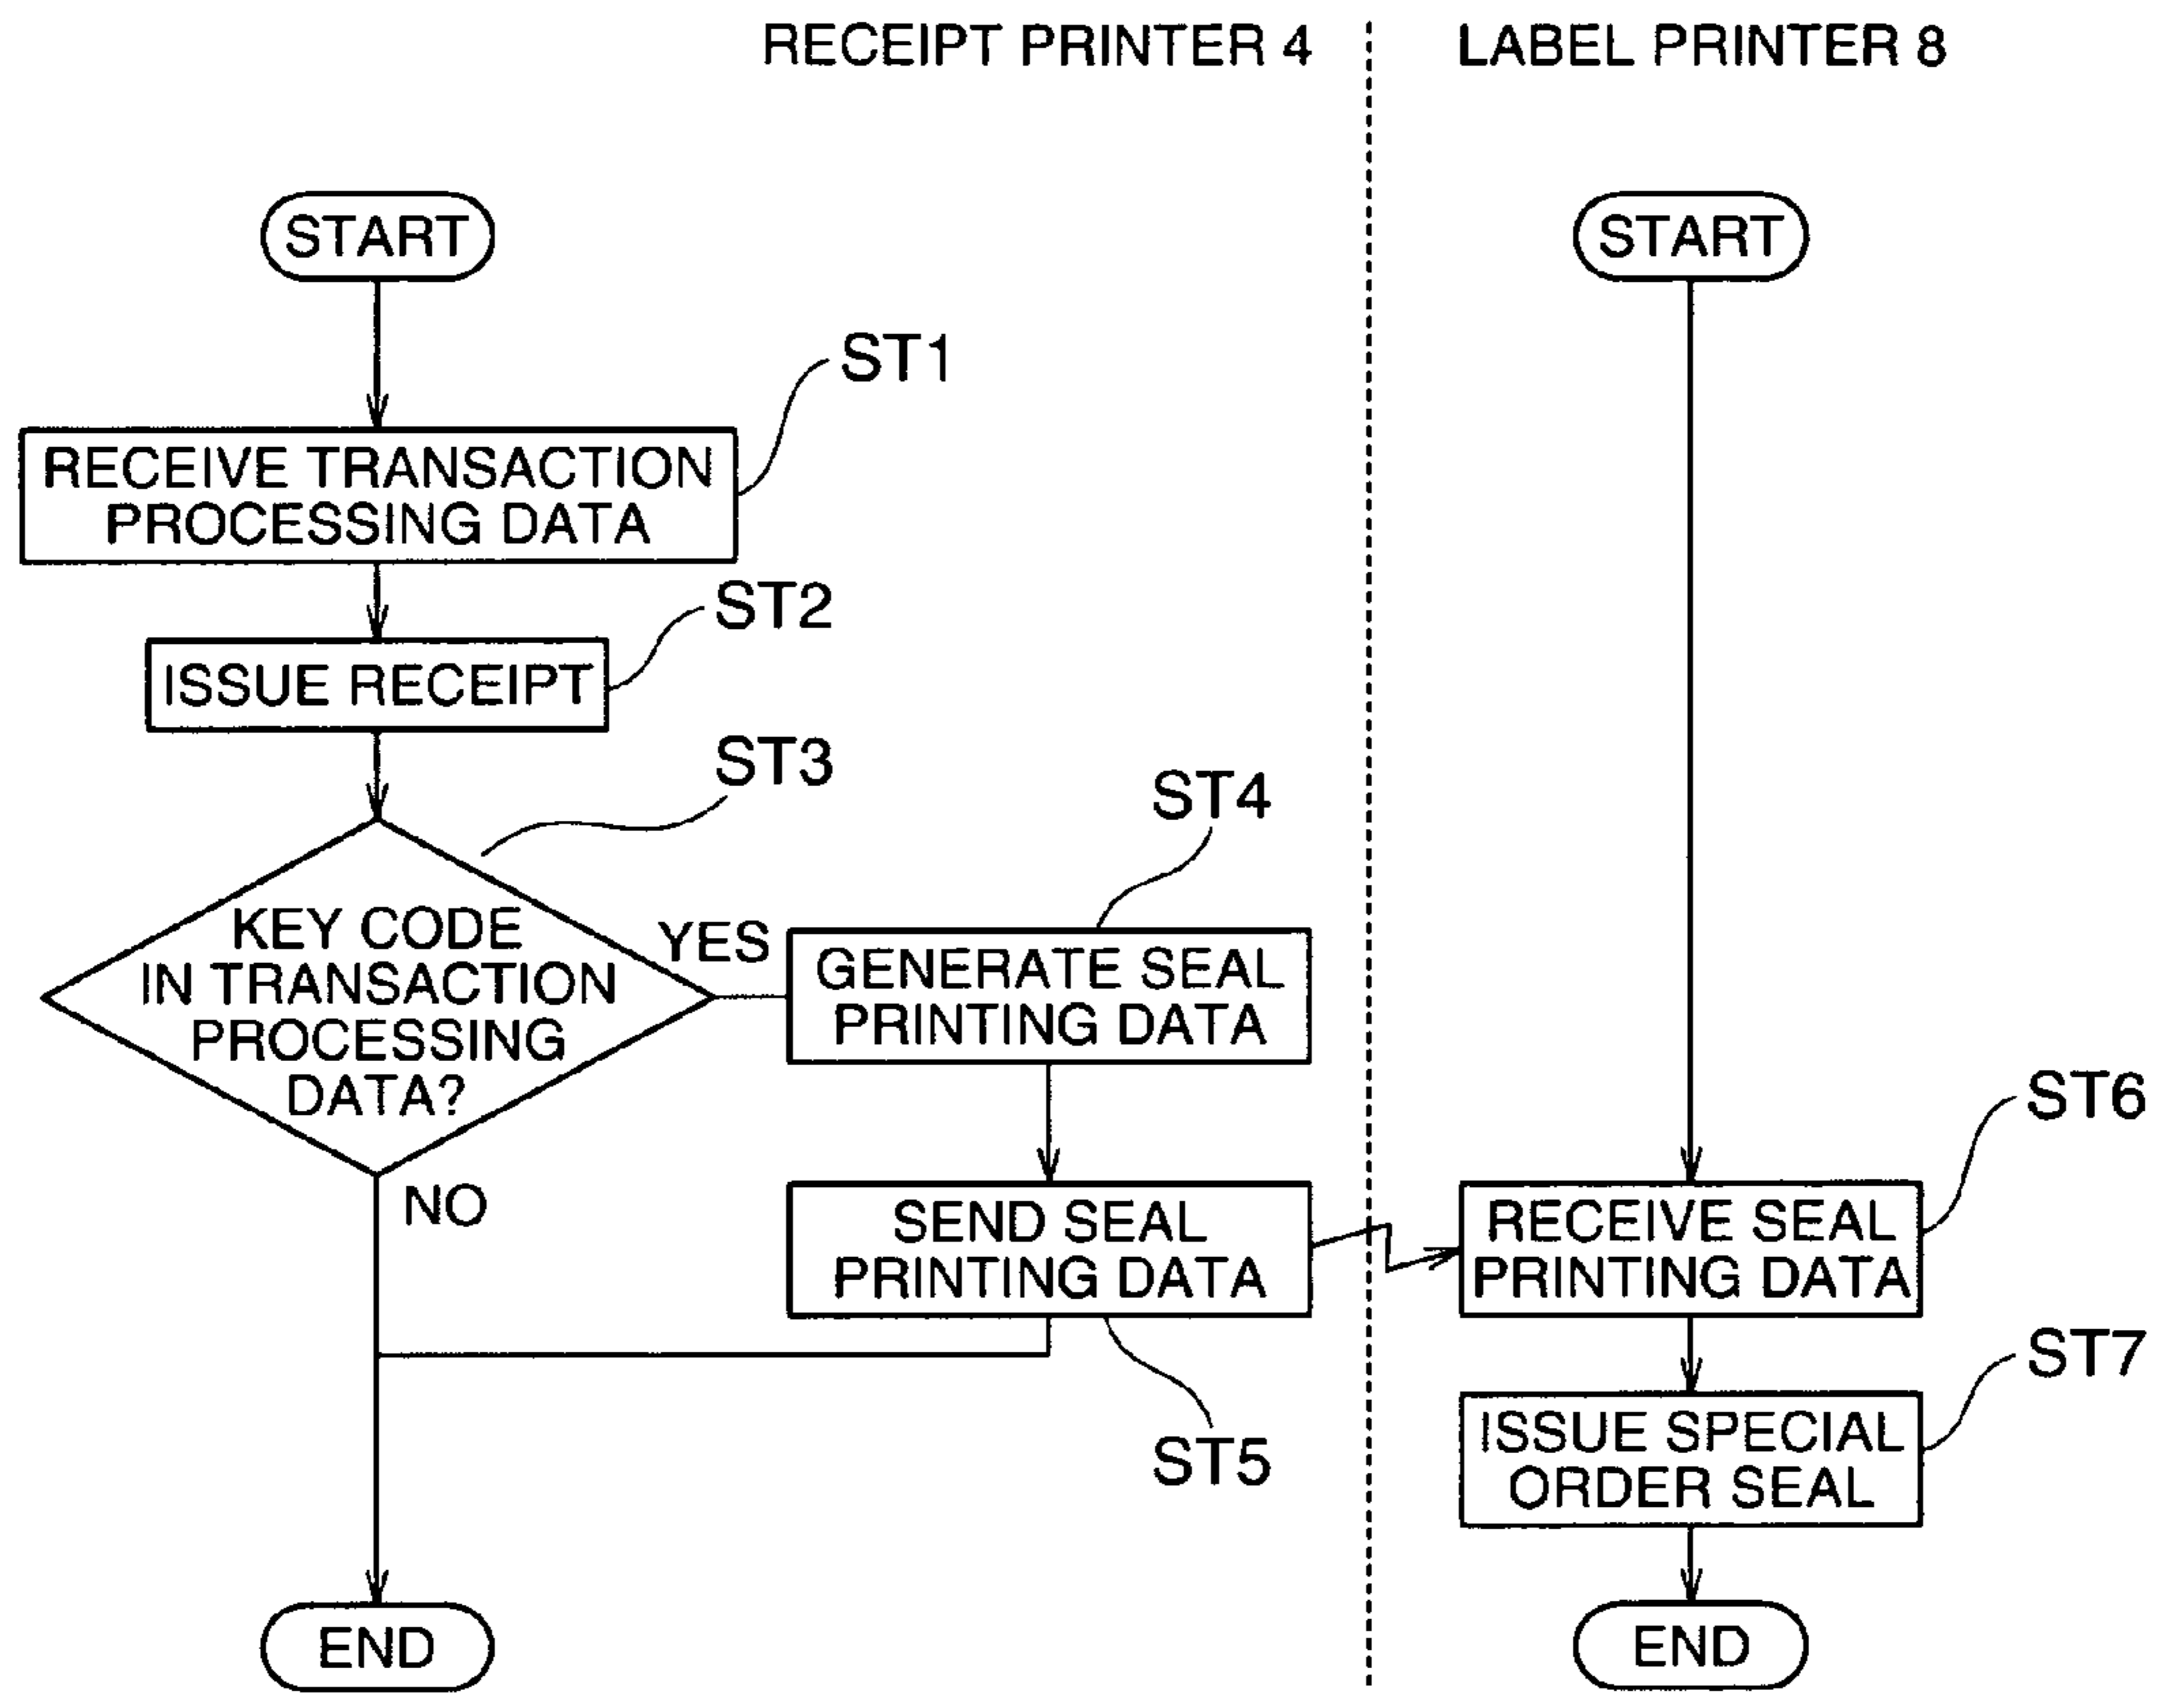 RECEIPT PRINTER 4
LABEL PRINTER 8
START
ST1
RECEIVE TRANSACTION
PROCESSING DATA
ST2
ISSUE RECEIPT
ST3
KEY CODE
IN TRANSACTION
PROCESSING
DATA?
YES
NO
ST4
GENERATE SEAL
PRINTING DATA
SEND SEAL
PRINTING DATA
ST5
END
START
ST6
RECEIVE SEAL
PRINTING DATA
ST7
ISSUE SPECIAL
ORDER SEAL
END